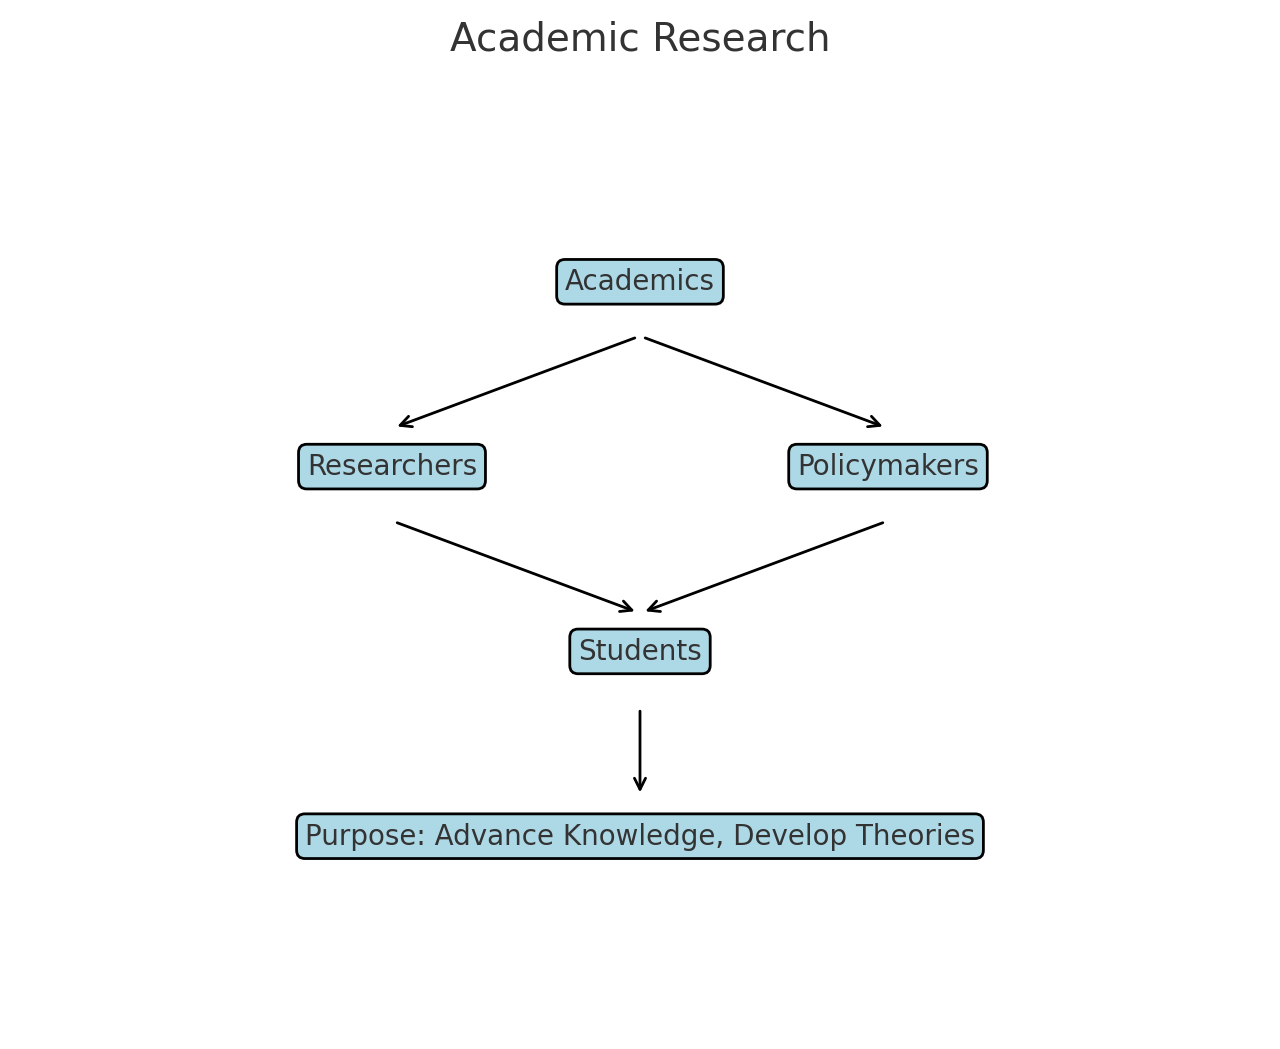 Academic Research
Academics
Researchers
Policymakers
Students
Purpose: Advance Knowledge, Develop Theories